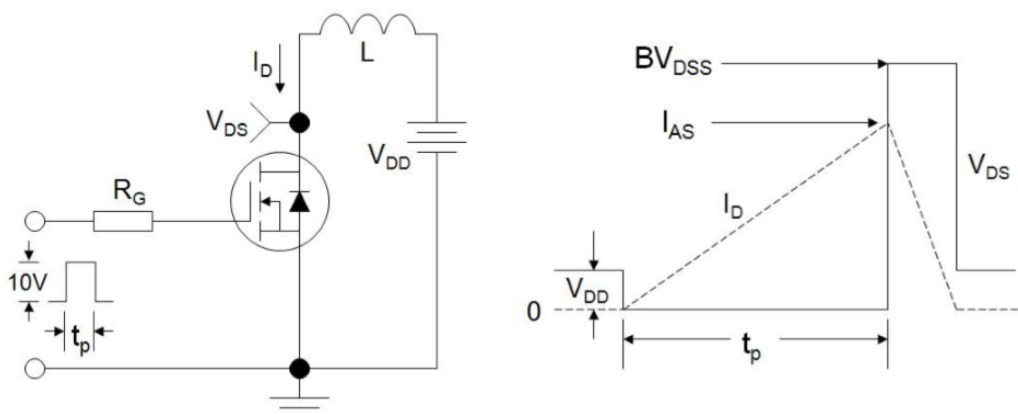 L
I_D
V_DS
V_DD
R_G
10V
t_p
BV_DSS
I_AS
V_DS
I_D
V_DD
0
t_p